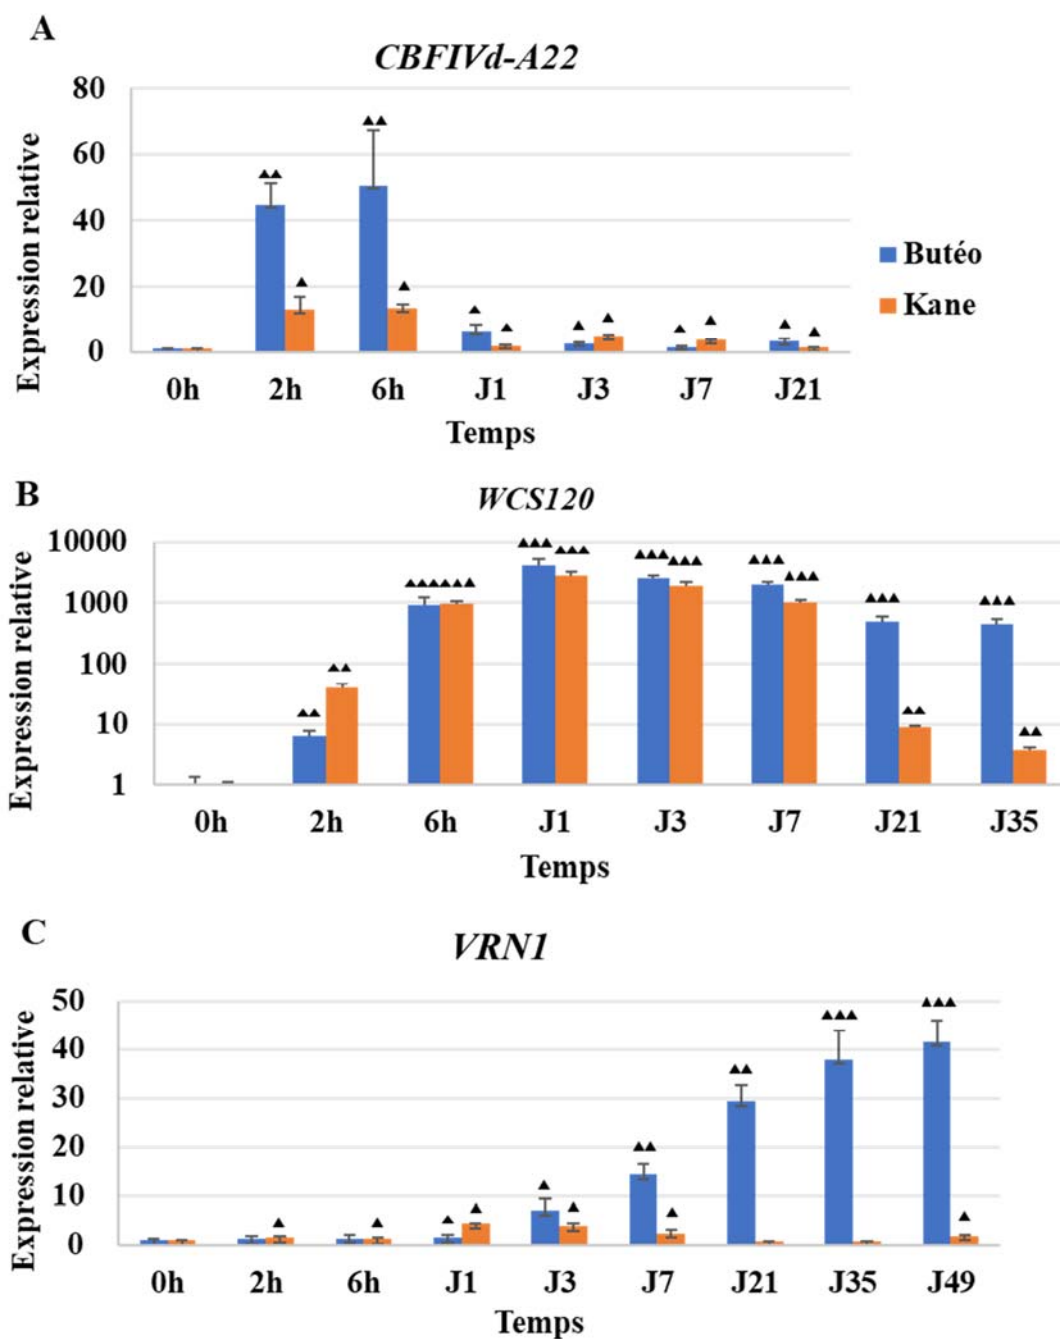 A
CBFIVd-A22
Expression relative
80
60
40
20
0
0h 2h 6h J1 J3 J7 J21
Temps
Butéo
Kane
B
WCS120
Expression relative
10000
1000
100
10
1
0h 2h 6h J1 J3 J7 J21 J35
Temps
C
VRN1
Expression relative
50
40
30
20
10
0
0h 2h 6h J1 J3 J7 J21 J35 J49
Temps